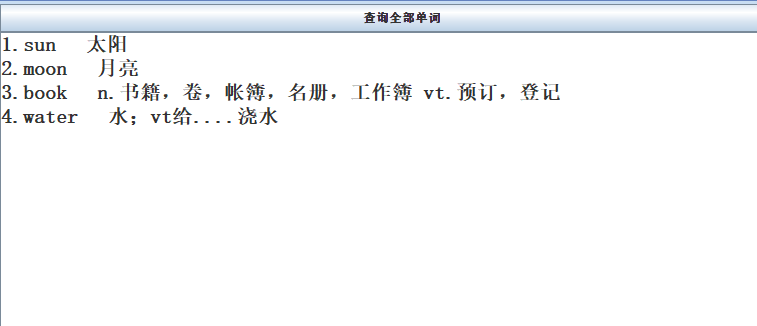 查询全部单词
1.sun 太阳
2.moon 月亮
3.book n.书籍，卷，帐簿，名册，工作簿 vt.预订，登记
4.water 水；vt给....浇水